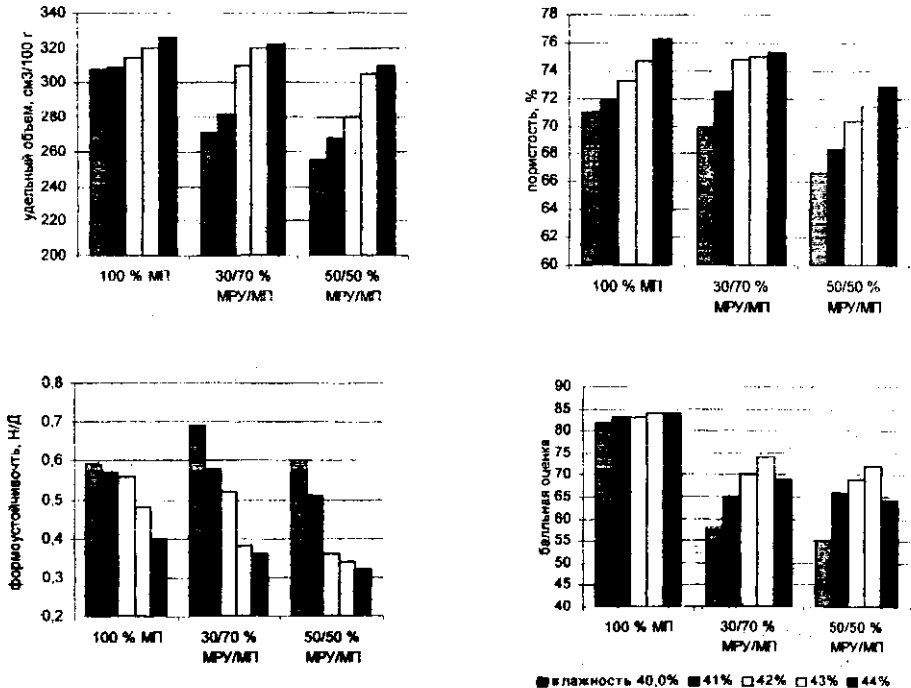 удельный объем, см3/100 г
340
320
300
280
260
240
220
200
100 % МП
30/70 %
МРУ/МП
50/50 %
МРУ/МП
пористость, %
78
76
74
72
70
68
66
64
62
60
100 % МП
30/70 %
МРУ/МП
50/50 %
МРУ/МП
формоустойчивочть, Н/Д
0,8
0,7
0,6
0,5
0,4
0,3
0,2
100 % МП
30/70 %
МРУ/МП
50/50 %
МРУ/МП
балльная оценка
90
85
80
75
70
65
60
55
50
45
40
100 % МП
30/70 %
МРУ/МП
50/50 %
МРУ/МП
влажность 40,0% 41% 42% 43% 44%